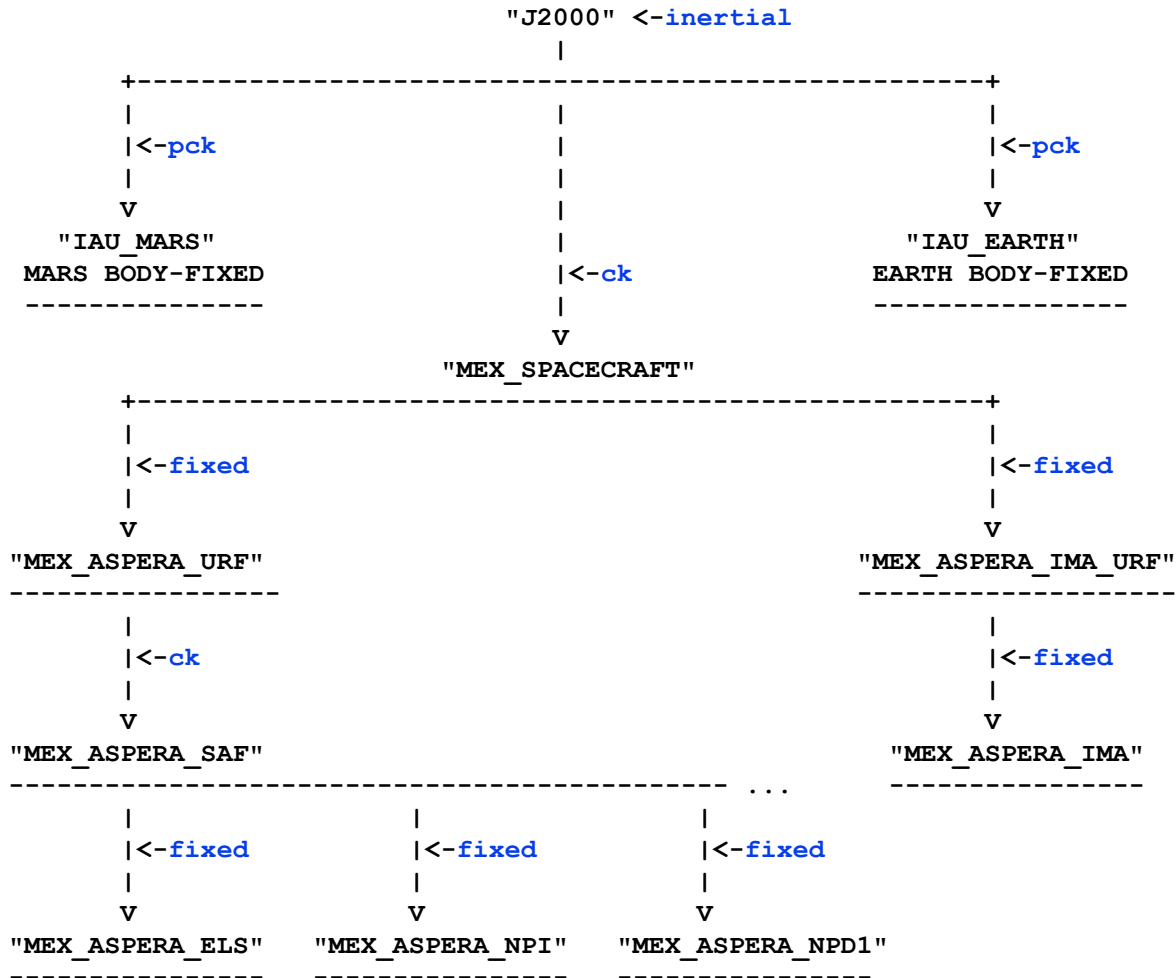 "J2000" <-inertial
|
+-----------------------------------------------------+
| | |
|<-pck | |<-pck
| | |
V | V
"IAU_MARS" | "IAU_EARTH"
MARS BODY-FIXED |<-ck EARTH BODY-FIXED
--------------- | ----------------
V
"MEX_SPACECRAFT"
+-----------------------------------------------------+
| |
|<-fixed |<-fixed
| |
V V
"MEX_ASPERA_URF" "MEX_ASPERA_IMA_URF"
----------------- --------------------
| |
|<-ck |<-fixed
| |
V V
"MEX_ASPERA_SAF" "MEX_ASPERA_IMA"
--------------------------------------------- ... ----------------
| | |
|<-fixed |<-fixed |<-fixed
| | |
V V V
"MEX_ASPERA_ELS" "MEX_ASPERA_NPI" "MEX_ASPERA_NPD1"
---------------- ---------------- ----------------